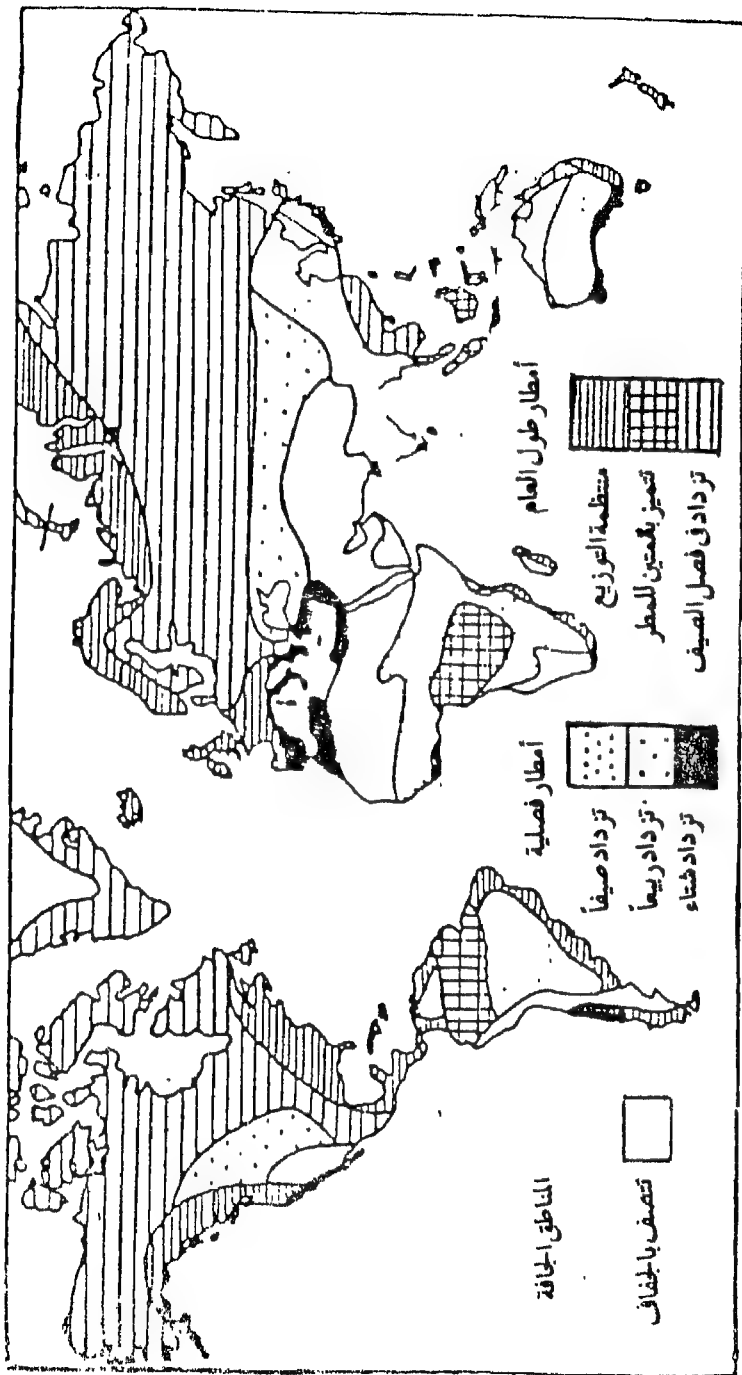 أمطار طول العام
منتظمة التوزيع
تتميز بقمتين للمطر
تزداد فى فصل الصيف
أمطار فصلية
تزداد صيفاً
تزداد ربيعاً
تزداد شتاء
المناطق الجافة
تتصف بالجفاف